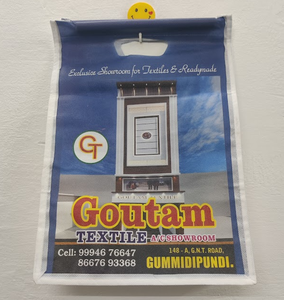 Exclusive Showroom for Textiles & Readymade
GT
Goutam
TEXTILE A/C SHOWROOM
Cell: 99946 76647
86676 93368
148 - A, G.N.T. ROAD,
GUMMIDIPUNDI.